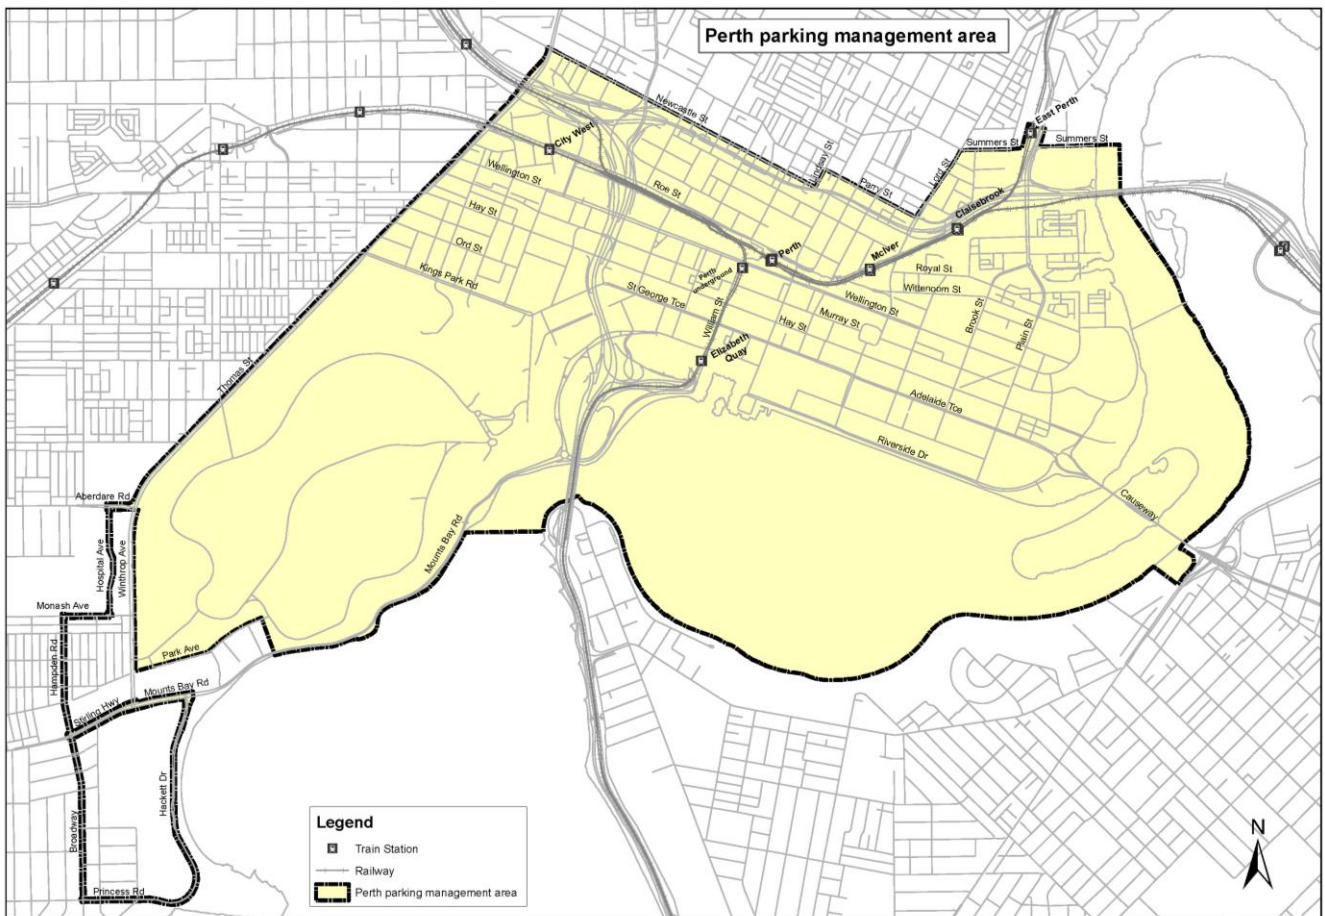 Perth parking management area
Newcastle St
East Perth
Summers St
Summers St
City West
Lindsay St
Lord St
Parry St
Wellington St
Roe St
Claisebrook
Hay St
Ord St
Perth
McIver
Kings Park Rd
Perth
underground
Royal St
Wittenoom St
St George Tce
William St
Wellington St
Murray St
Hay St
Brook St
Plain St
Elizabeth
Quay
Thomas St
Adelaide Tce
Riverside Dr
Causeway
Aberdare Rd
Mounts Bay Rd
Hospital Ave
Winthrop Ave
Monash Ave
Hampden Rd
Park Ave
Mounts Bay Rd
Stirling Hwy
Hackett Dr
Broadway
Princess Rd
Legend
Train Station
Railway
Perth parking management area
N